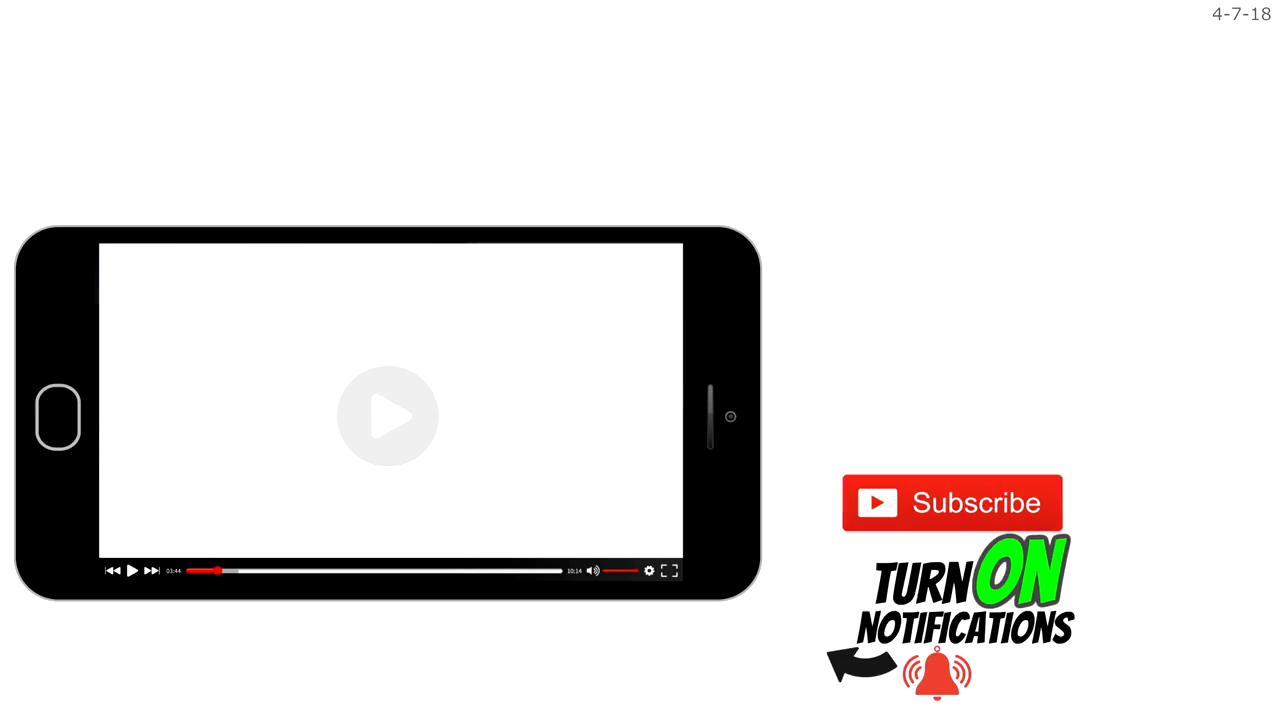 4-7-18
03:44
10:14
Subscribe
TURN ON
NOTIFICATIONS